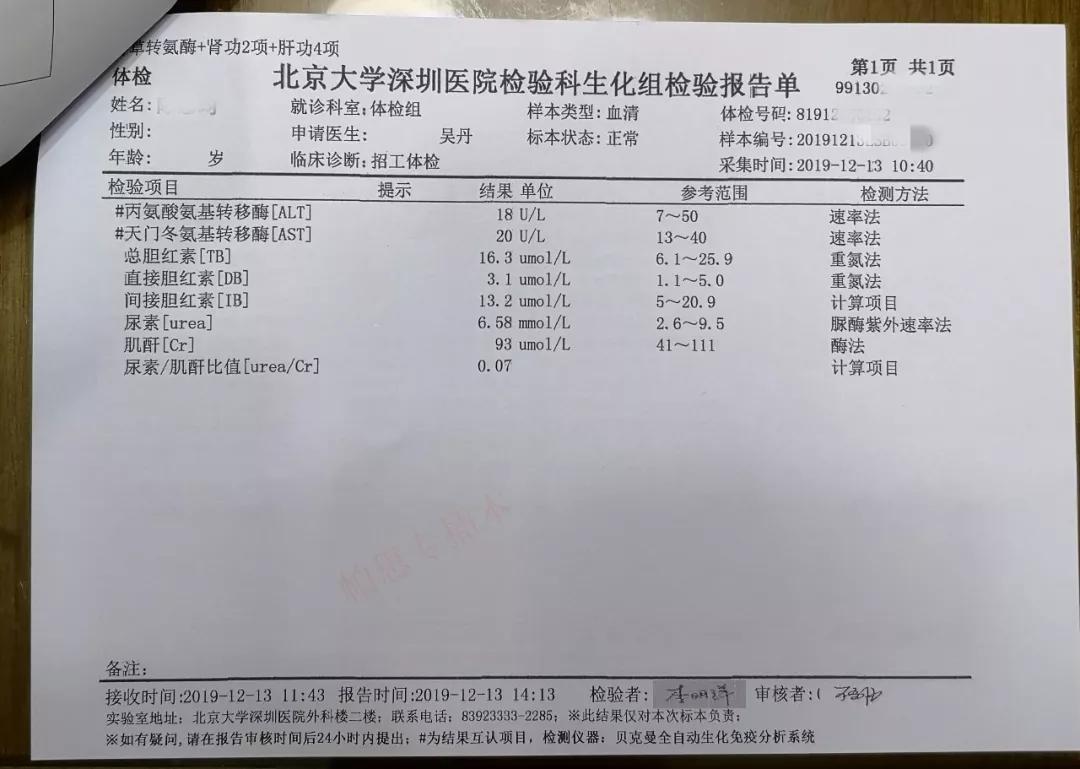 草转氨酶+肾功2项+肝功4项
体检 北京大学深圳医院检验科生化组检验报告单 第1页 共1页
99130
姓名: 就诊科室:体检组 样本类型:血清 体检号码:81912
性别: 申请医生: 吴丹 标本状态:正常 样本编号:20191213
年龄: 岁 临床诊断:招工体检 采集时间:2019-12-13 10:40
检验项目 提示 结果 单位 参考范围 检测方法
#丙氨酸氨基转移酶[ALT] 18 U/L 7~50 速率法
#天门冬氨基转移酶[AST] 20 U/L 13~40 速率法
总胆红素[TB] 16.3 umol/L 6.1~25.9 重氮法
直接胆红素[DB] 3.1 umol/L 1.1~5.0 重氮法
间接胆红素[IB] 13.2 umol/L 5~20.9 计算项目
尿素[urea] 6.58 mmol/L 2.6~9.5 脲酶紫外速率法
肌酐[Cr] 93 umol/L 41~111 酶法
尿素/肌酐比值[urea/Cr] 0.07 计算项目
备注:
接收时间:2019-12-13 11:43 报告时间:2019-12-13 14:13 检验者: 李明洋 审核者:
实验室地址: 北京大学深圳医院外科楼二楼; 联系电话: 83923333-2285; ※此结果仅对本次标本负责;
※如有疑问,请在报告审核时间后24小时内提出; #为结果互认项目, 检测仪器: 贝克曼全自动生化免疫分析系统